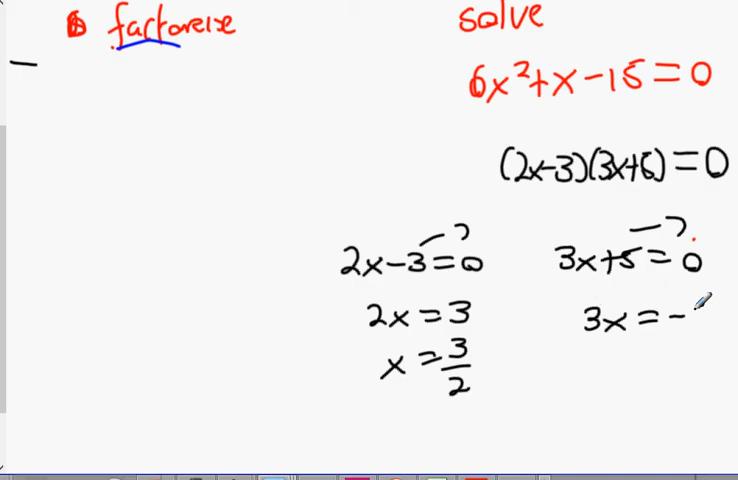 factorise
solve
6x²+x-15=0
(2x-3)(3x+5)=0
2x-3=0
3x+5=0
2x=3
3x=-
x=3/2